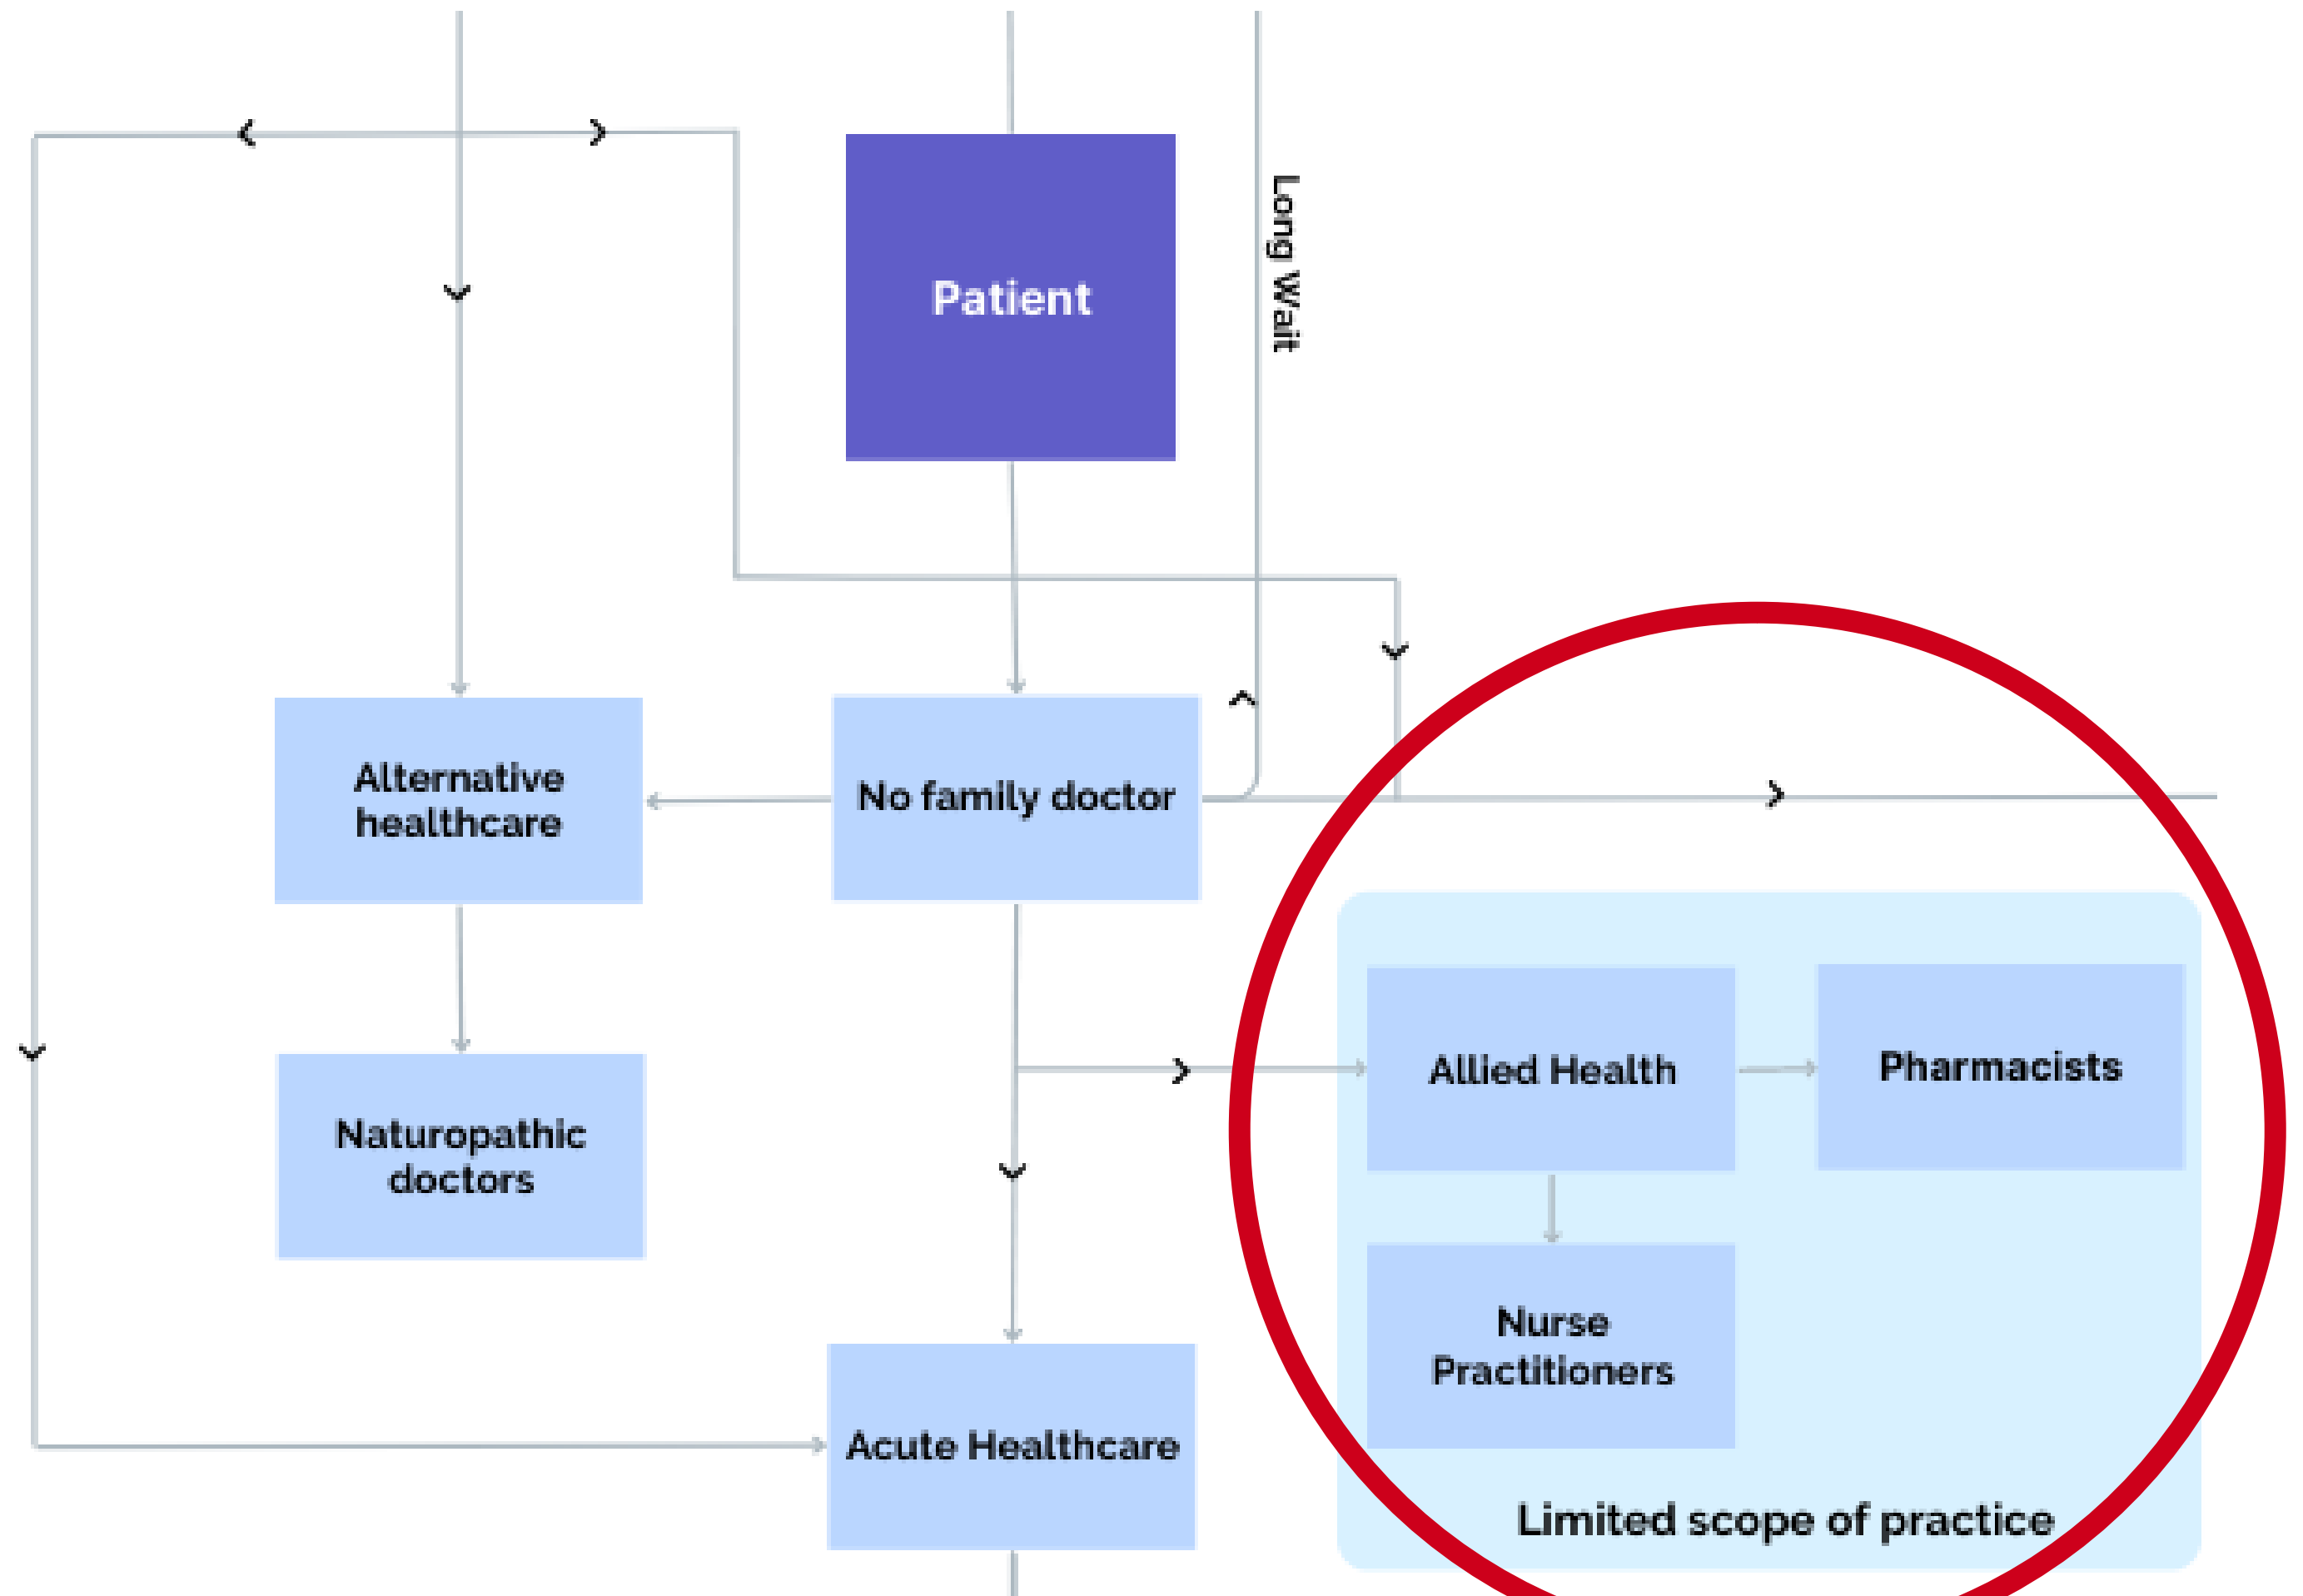 Long Wait
Patient
Alternative
healthcare
No family doctor
Allied Health
Pharmacists
Naturopathic
doctors
Nurse
Practitioners
Acute Healthcare
Limited scope of practice